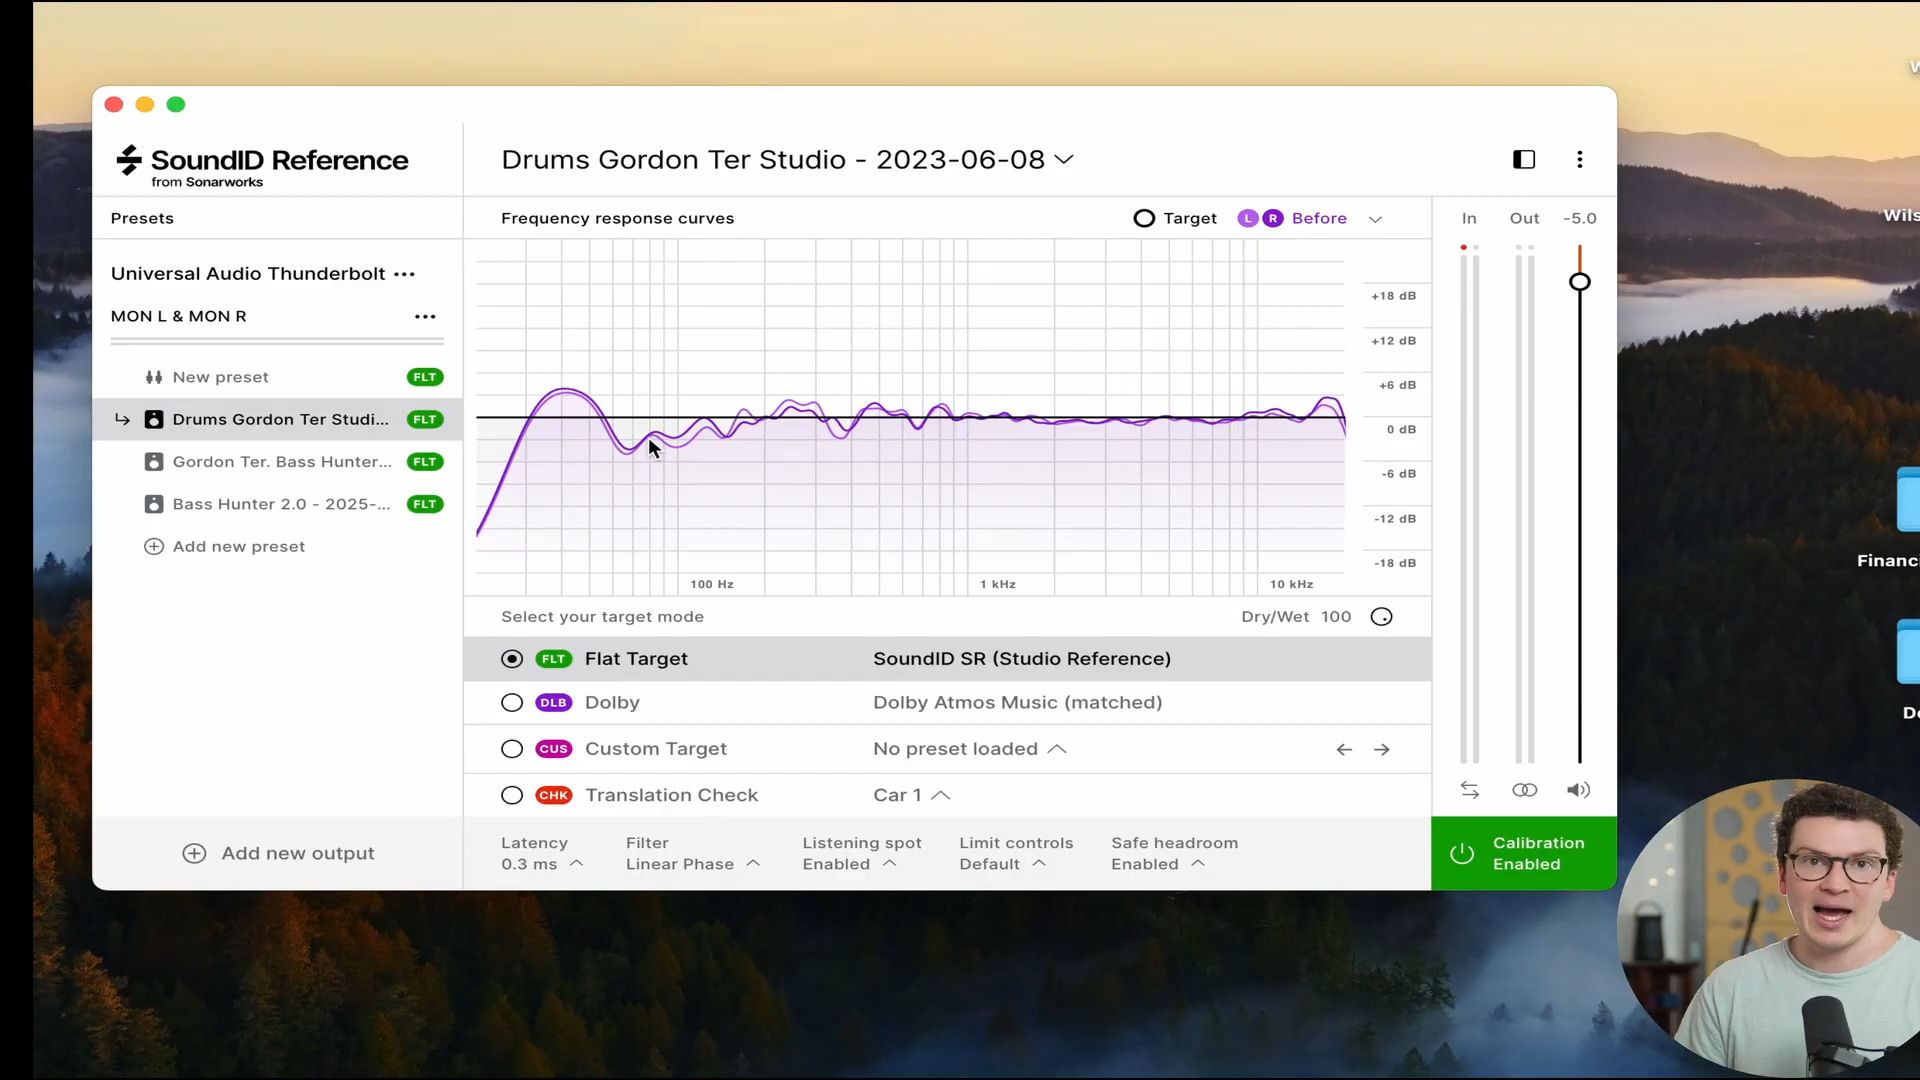 SoundID Reference
from Sonarworks
Drums Gordon Ter Studio - 2023-06-08
Presets
Frequency response curves
Target
L
R
Before
In
Out
-5.0
Universal Audio Thunderbolt
MON L & MON R
New preset
FLT
Drums Gordon Ter Studi...
FLT
Gordon Ter. Bass Hunter...
FLT
Bass Hunter 2.0 - 2025-...
FLT
Add new preset
+18 dB
+12 dB
+6 dB
0 dB
-6 dB
-12 dB
-18 dB
100 Hz
1 kHz
10 kHz
Select your target mode
Dry/Wet 100
FLT Flat Target SoundID SR (Studio Reference)
DLB Dolby Dolby Atmos Music (matched)
CUS Custom Target No preset loaded
CHK Translation Check Car 1
Add new output
Latency
0.3 ms
Filter
Linear Phase
Listening spot
Enabled
Limit controls
Default
Safe headroom
Enabled
Calibration
Enabled
W
Wils
Financi